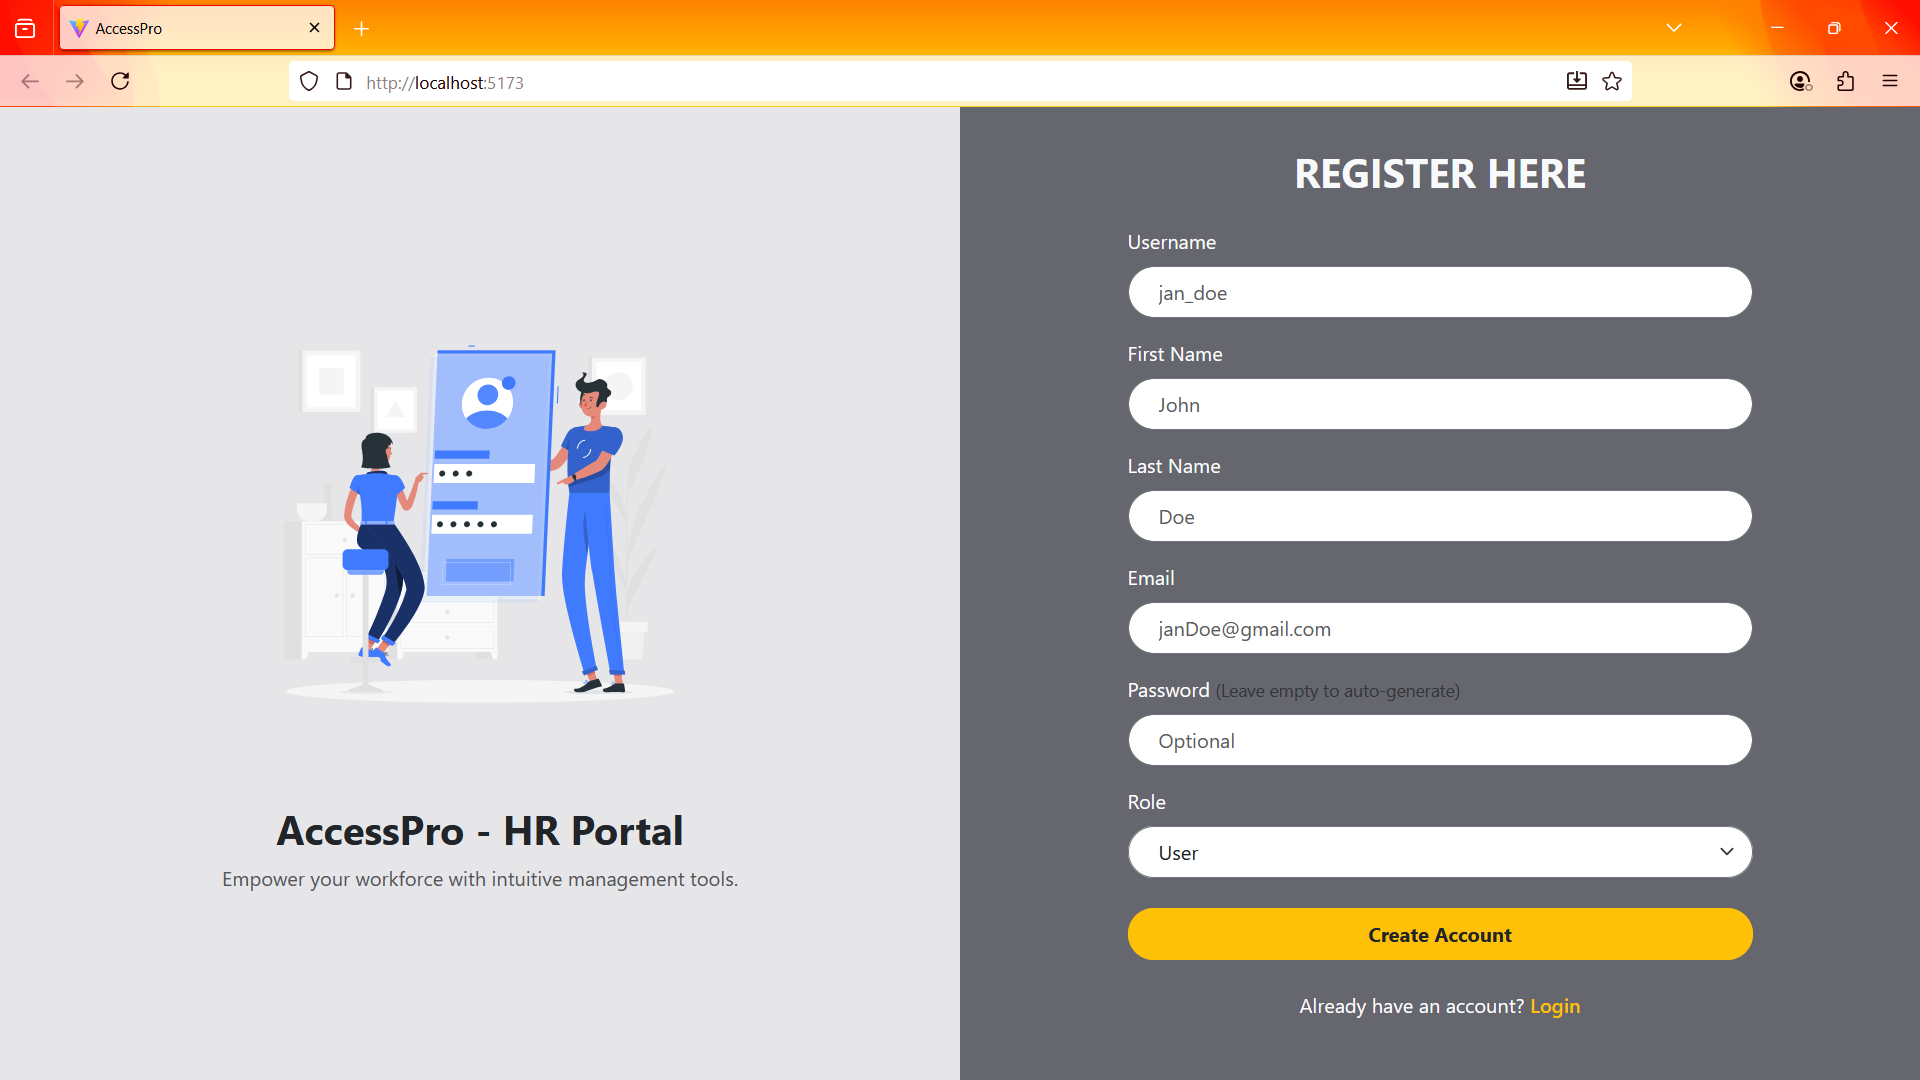 AccessPro
http://localhost:5173
AccessPro - HR Portal
Empower your workforce with intuitive management tools.
REGISTER HERE
Username
jan_doe
First Name
John
Last Name
Doe
Email
janDoe@gmail.com
Password (Leave empty to auto-generate)
Optional
Role
User
Create Account
Already have an account? Login